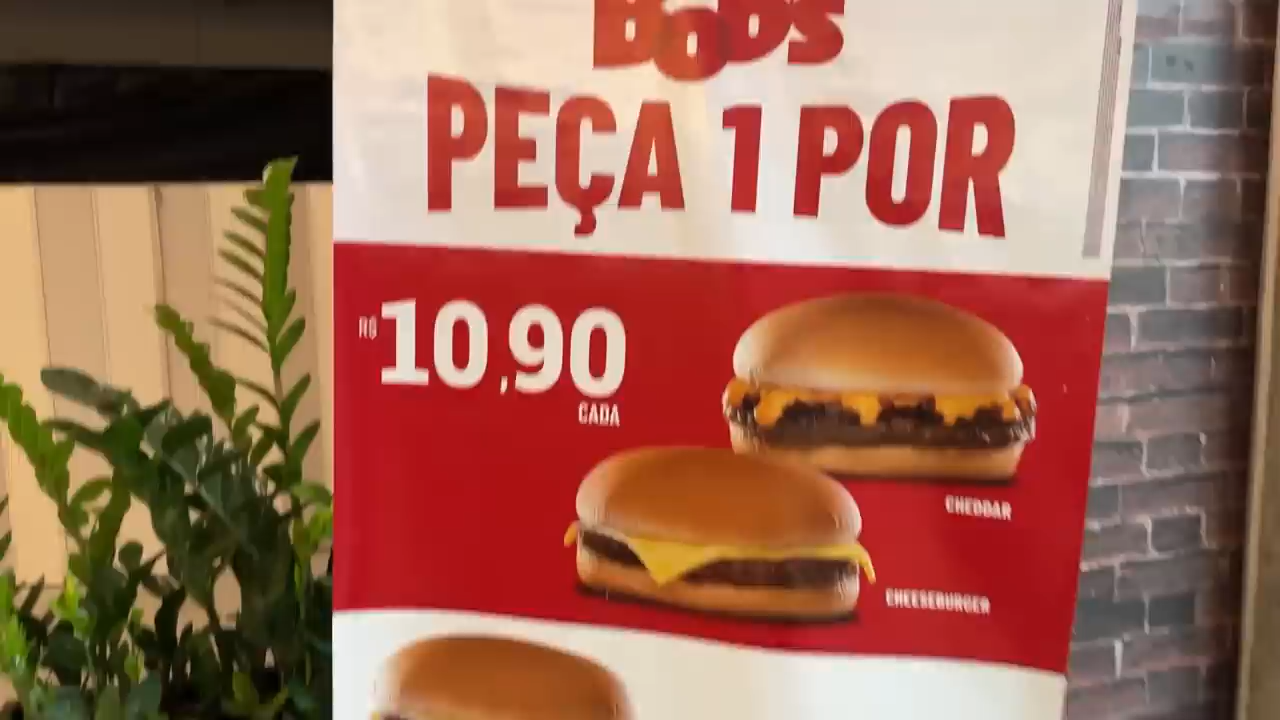 BOB'S
PEÇA 1 POR
R$ 10,90
CADA
CHEDDAR
CHEESEBURGER